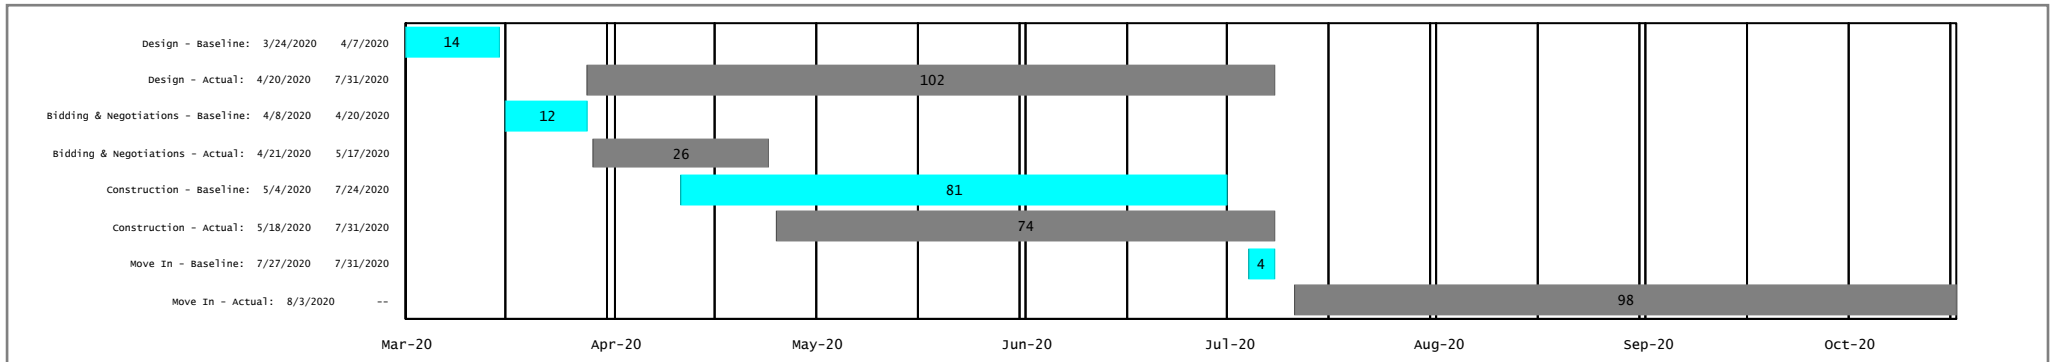 Design - Baseline: 3/24/2020 4/7/2020 14
Design - Actual: 4/20/2020 7/31/2020 102
Bidding & Negotiations - Baseline: 4/8/2020 4/20/2020 12
Bidding & Negotiations - Actual: 4/21/2020 5/17/2020 26
Construction - Baseline: 5/4/2020 7/24/2020 81
Construction - Actual: 5/18/2020 7/31/2020 74
Move In - Baseline: 7/27/2020 7/31/2020 4
Move In - Actual: 8/3/2020 -- 98
Mar-20 Apr-20 May-20 Jun-20 Jul-20 Aug-20 Sep-20 Oct-20